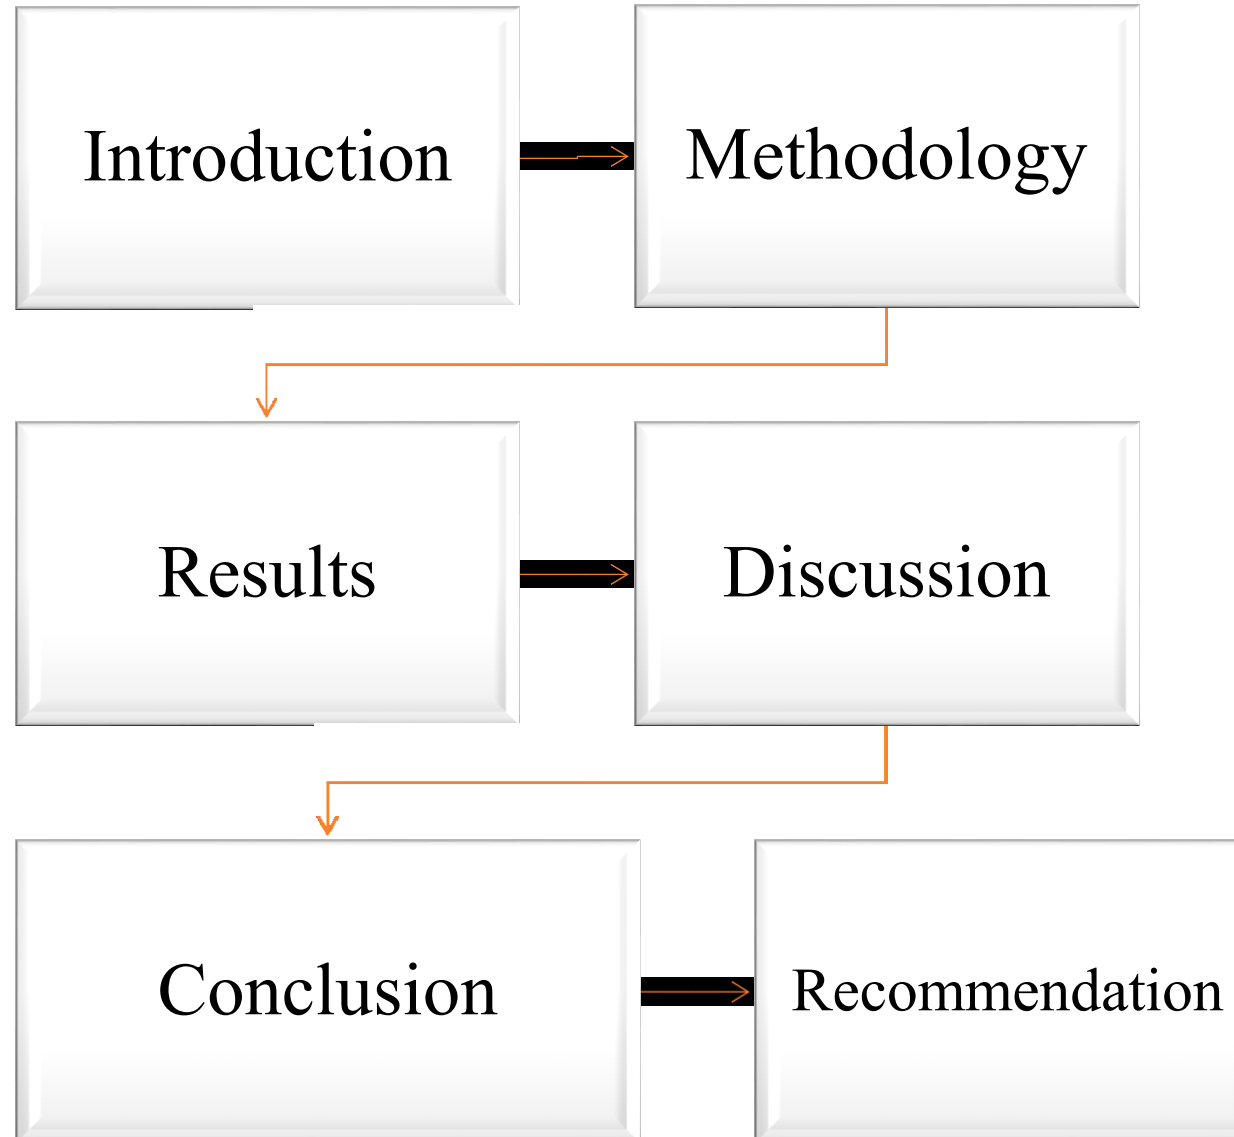 Introduction
Methodology
Results
Discussion
Conclusion
Recommendation